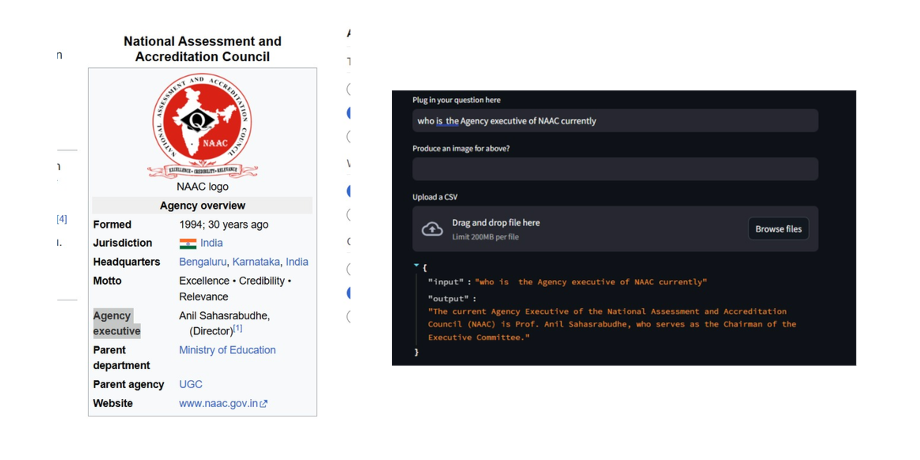 National Assessment and
Accreditation Council
NATIONAL ASSESSMENT AND ACCREDITATION COUNCIL
NAAC
EXCELLENCE • CREDIBILITY • RELEVANCE
NAAC logo
Agency overview
Formed 1994; 30 years ago
Jurisdiction India
Headquarters Bengaluru, Karnataka, India
Motto Excellence • Credibility •
Relevance
Agency Anil Sahasrabudhe,
executive (Director)[1]
Parent Ministry of Education
department
Parent agency UGC
Website www.naac.gov.in
n
[4]
Plug in your question here
who is the Agency executive of NAAC currently
Produce an image for above?
Upload a CSV
Drag and drop file here
Limit 200MB per file
Browse files
{
"input" : "who is  the Agency executive of NAAC currently"
"output" :
"The current Agency Executive of the National Assessment and Accreditation
Council (NAAC) is Prof. Anil Sahasrabudhe, who serves as the Chairman of the
Executive Committee."
}